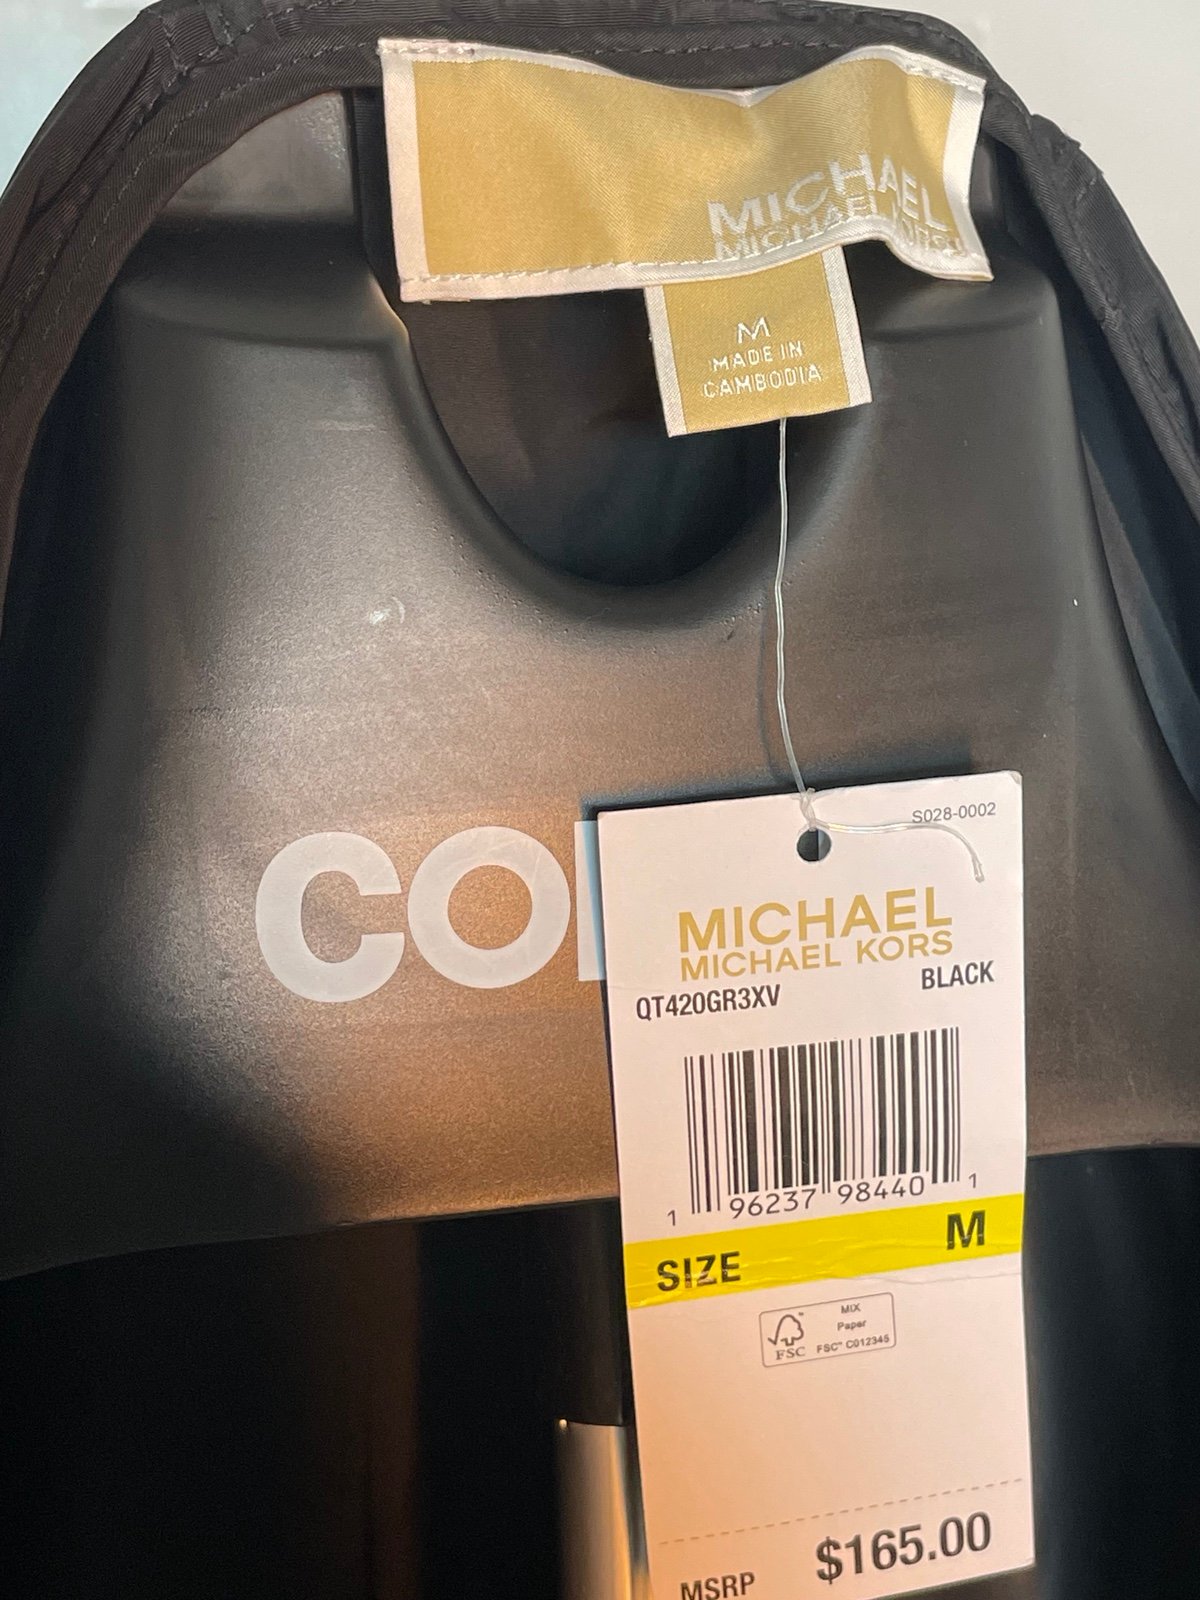 MICHAEL
MICHAEL KORS
M
MADE IN
CAMBODIA
CO
S028-0002
MICHAEL
MICHAEL KORS
QT420GR3XV
BLACK
1 96237 98440 1
SIZE M
MIX
Paper
FSC™ C012345
FSC
MSRP $165.00